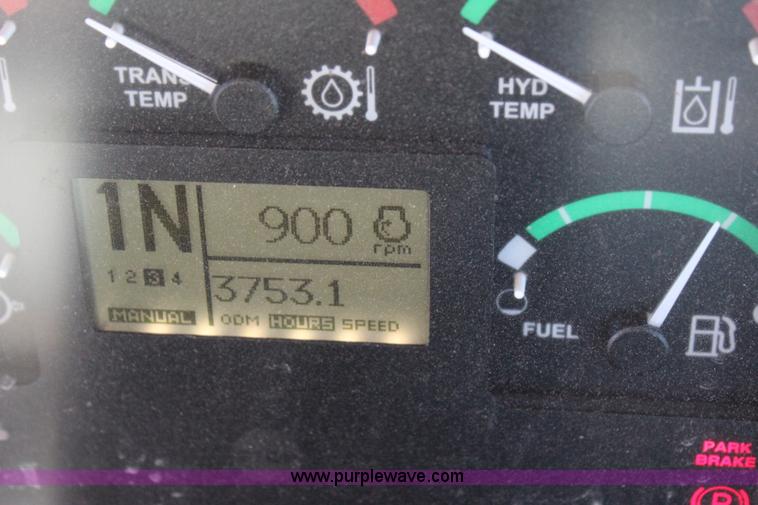 TRANS
TEMP
HYD
TEMP
1N
900
rpm
1 2 3 4
3753.1
MANUAL
ODM HOURS SPEED
FUEL
PARK
BRAKE
P
www.purplewave.com